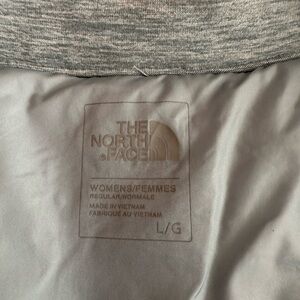 THE
NORTH
FACE
WOMENS/FEMMES
REGULAR/NORMALE
MADE IN VIETNAM
FABRIQUÉ AU VIETNAM
L/G